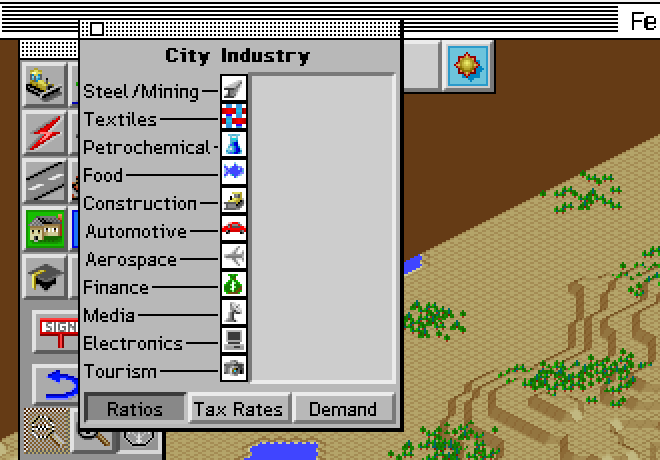 Fe
City Industry
Steel/Mining
Textiles
Petrochemical
Food
Construction
Automotive
Aerospace
Finance
Media
Electronics
Tourism
SIGN
Ratios Tax Rates Demand